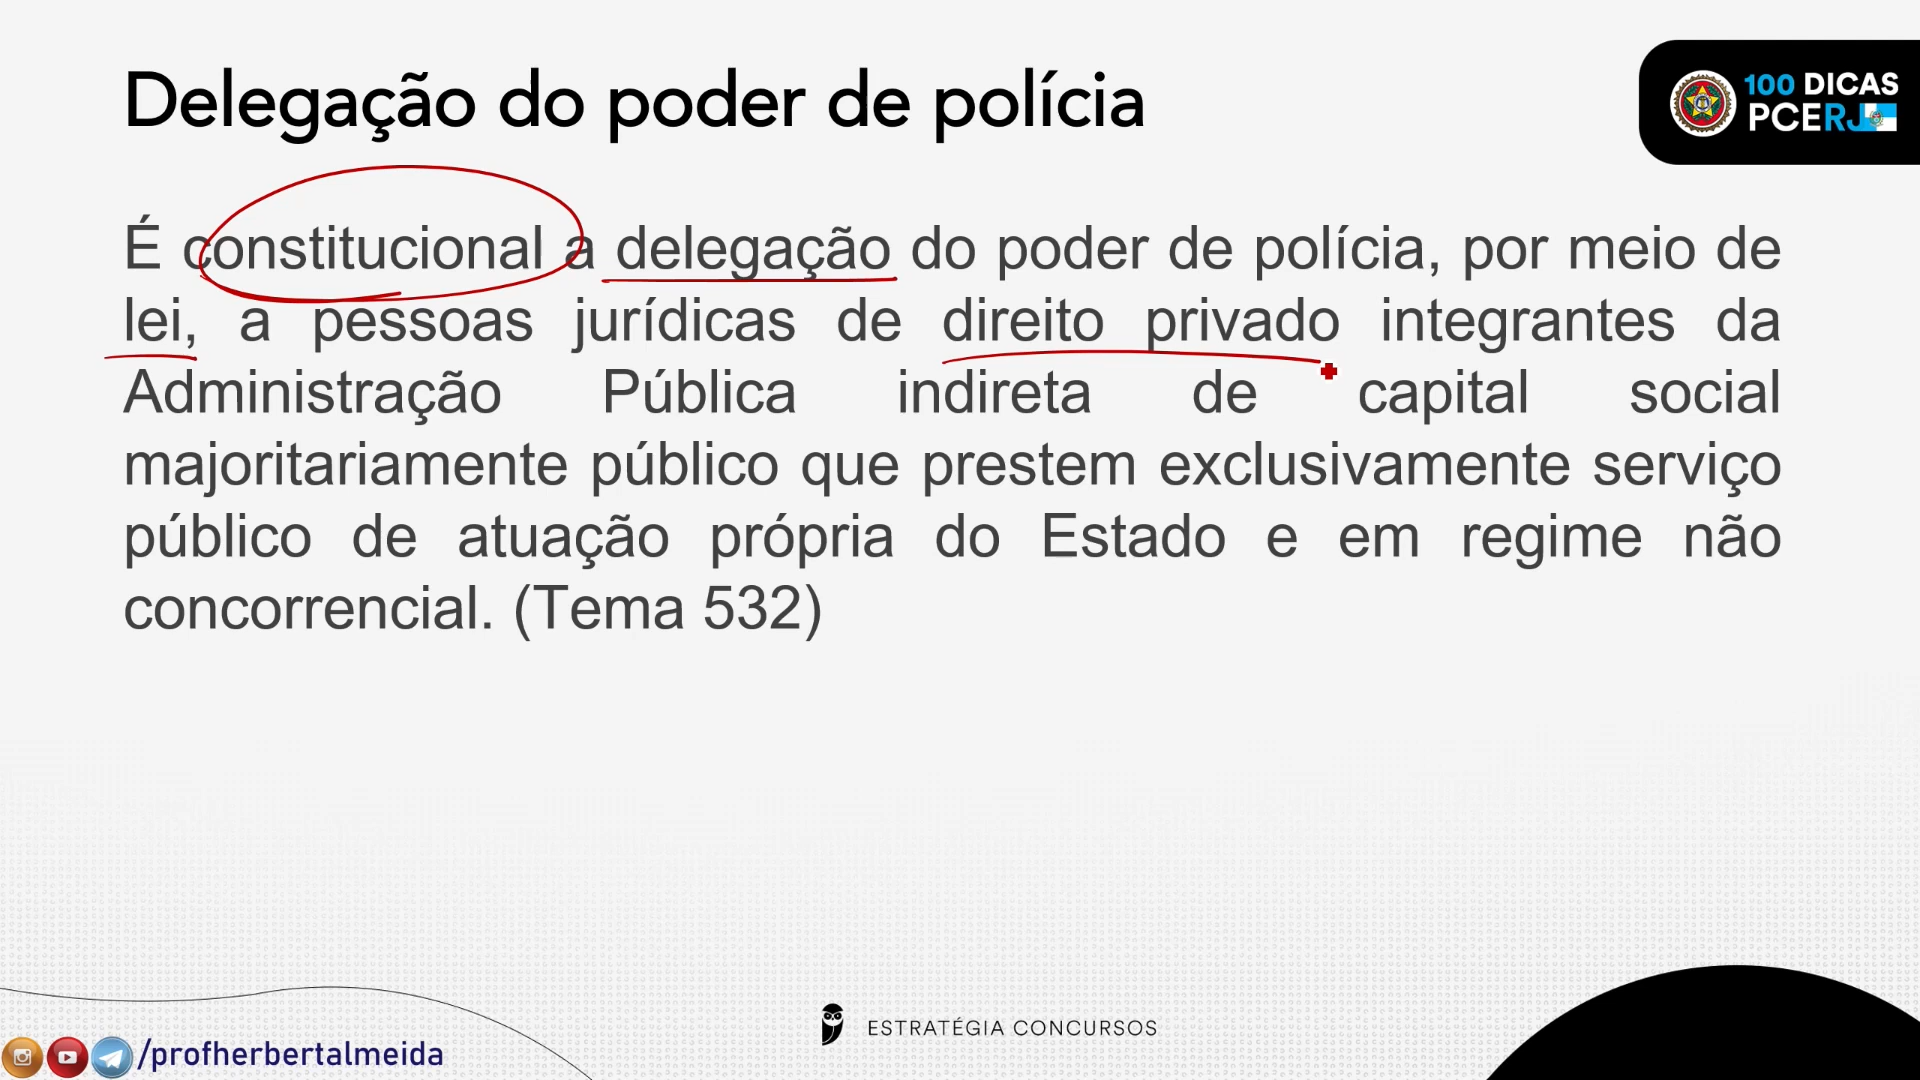 Delegação do poder de polícia
100 DICAS
PCERJ
É constitucional a delegação do poder de polícia, por meio de
lei, a pessoas jurídicas de direito privado integrantes da
Administração Pública indireta de capital social
majoritariamente público que prestem exclusivamente serviço
público de atuação própria do Estado e em regime não
concorrencial. (Tema 532)
ESTRATÉGIA CONCURSOS
/profherbertalmeida